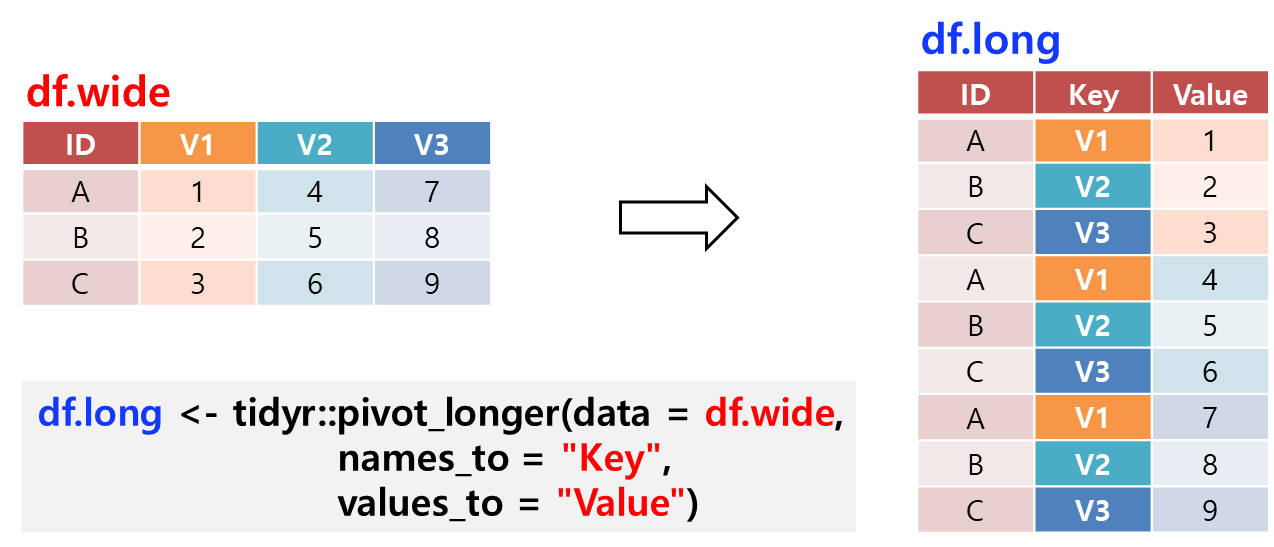 df.wide
ID V1 V2 V3
A 1 4 7
B 2 5 8
C 3 6 9
df.long <- tidyr::pivot_longer(data = df.wide,
names_to = "Key",
values_to = "Value")
df.long
ID Key Value
A V1 1
B V2 2
C V3 3
A V1 4
B V2 5
C V3 6
A V1 7
B V2 8
C V3 9